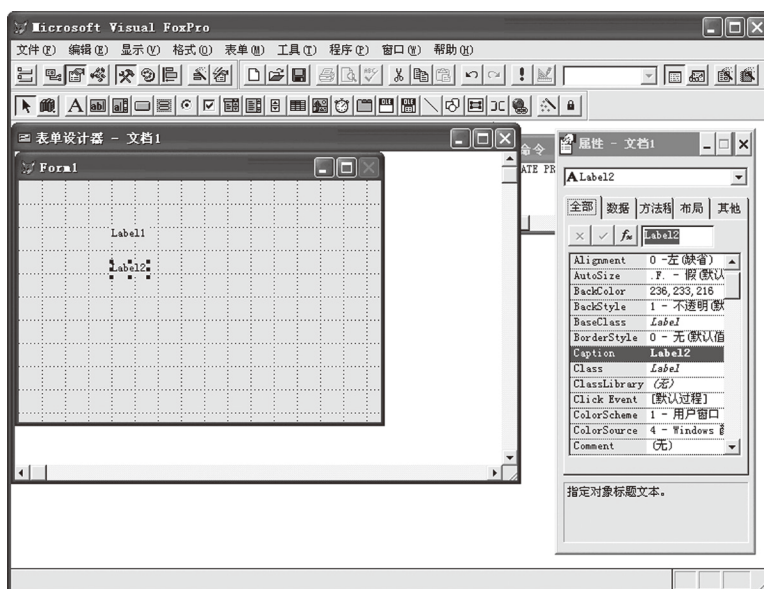 Microsoft Visual FoxPro
文件(F) 编辑(E) 显示(V) 格式(O) 表单(M) 工具(T) 程序(P) 窗口(W) 帮助(H)
表单设计器 - 文档1
Form1
Label1
Label2
命令
ATE PR
属性 - 文档1
Label2
全部 数据 方法程 布局 其他
Label2
Alignment 0 -左(缺省)
AutoSize .F. - 假(默认
BackColor 236,233,216
BackStyle 1 - 不透明(默
BaseClass Label
BorderStyle 0 - 无(默认值
Caption Label2
Class Label
ClassLibrary (无)
Click Event [默认过程]
ColorScheme 1 - 用户窗口
ColorSource 4 - Windows
Comment (无)
指定对象标题文本。